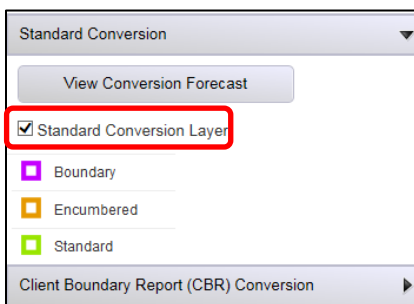 Standard Conversion
View Conversion Forecast
Standard Conversion Layer
Boundary
Encumbered
Standard
Client Boundary Report (CBR) Conversion